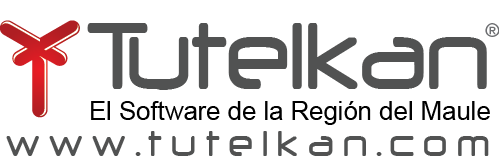 Tutelkan®
El Software de la Región del Maule
www.tutelkan.com